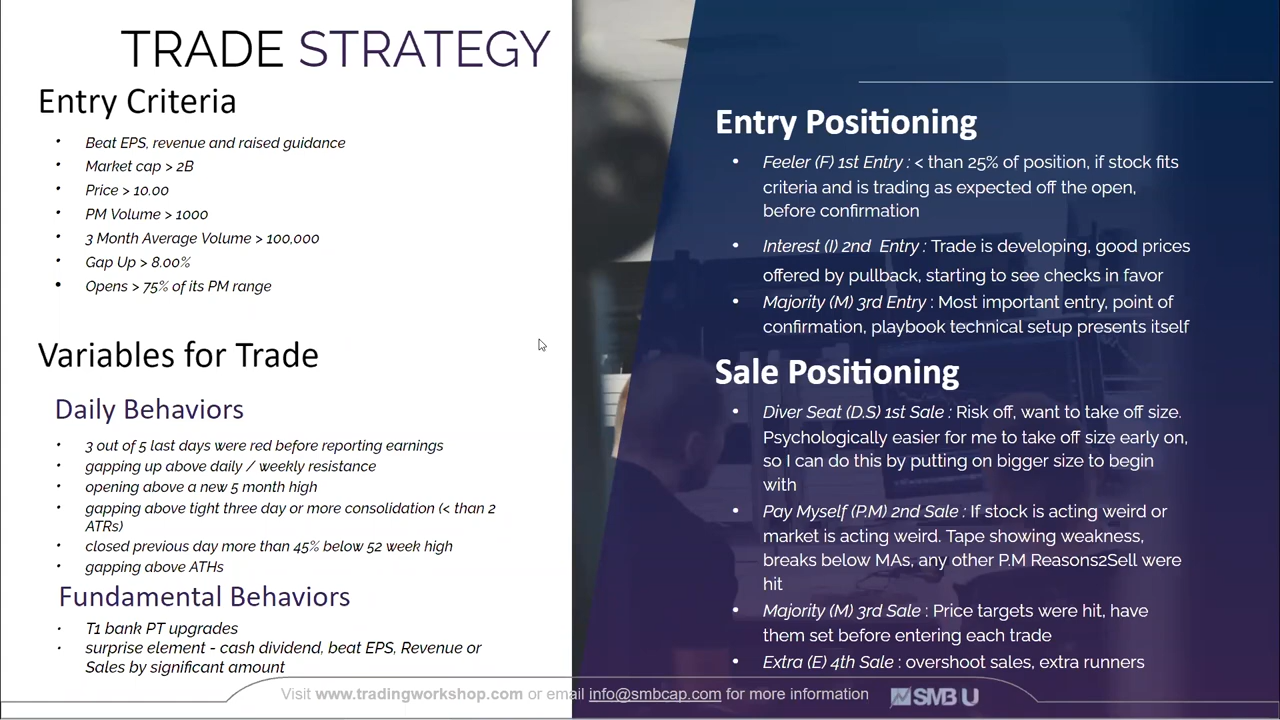 TRADE STRATEGY
Entry Criteria
• Beat EPS, revenue and raised guidance
• Market cap > 2B
• Price > 10.00
• PM Volume > 1000
• 3 Month Average Volume > 100,000
• Gap Up > 8.00%
• Opens > 75% of its PM range
Variables for Trade
Daily Behaviors
• 3 out of 5 last days were red before reporting earnings
• gapping up above daily / weekly resistance
• opening above a new 5 month high
• gapping above tight three day or more consolidation (< than 2
ATRs)
• closed previous day more than 45% below 52 week high
• gapping above ATHs
Fundamental Behaviors
• T1 bank PT upgrades
• surprise element - cash dividend, beat EPS, Revenue or
Sales by significant amount
Entry Positioning
• Feeler (F) 1st Entry : < than 25% of position, if stock fits
criteria and is trading as expected off the open,
before confirmation
• Interest (I) 2nd Entry : Trade is developing, good prices
offered by pullback, starting to see checks in favor
• Majority (M) 3rd Entry : Most important entry, point of
confirmation, playbook technical setup presents itself
Sale Positioning
• Diver Seat (D.S) 1st Sale : Risk off, want to take off size.
Psychologically easier for me to take off size early on,
so I can do this by putting on bigger size to begin
with
• Pay Myself (P.M) 2nd Sale : If stock is acting weird or
market is acting weird. Tape showing weakness,
breaks below MAs, any other P.M Reasons2Sell were
hit
• Majority (M) 3rd Sale : Price targets were hit, have
them set before entering each trade
• Extra (E) 4th Sale : overshoot sales, extra runners
Visit www.tradingworkshop.com or email info@smbcap.com for more information
SMB U